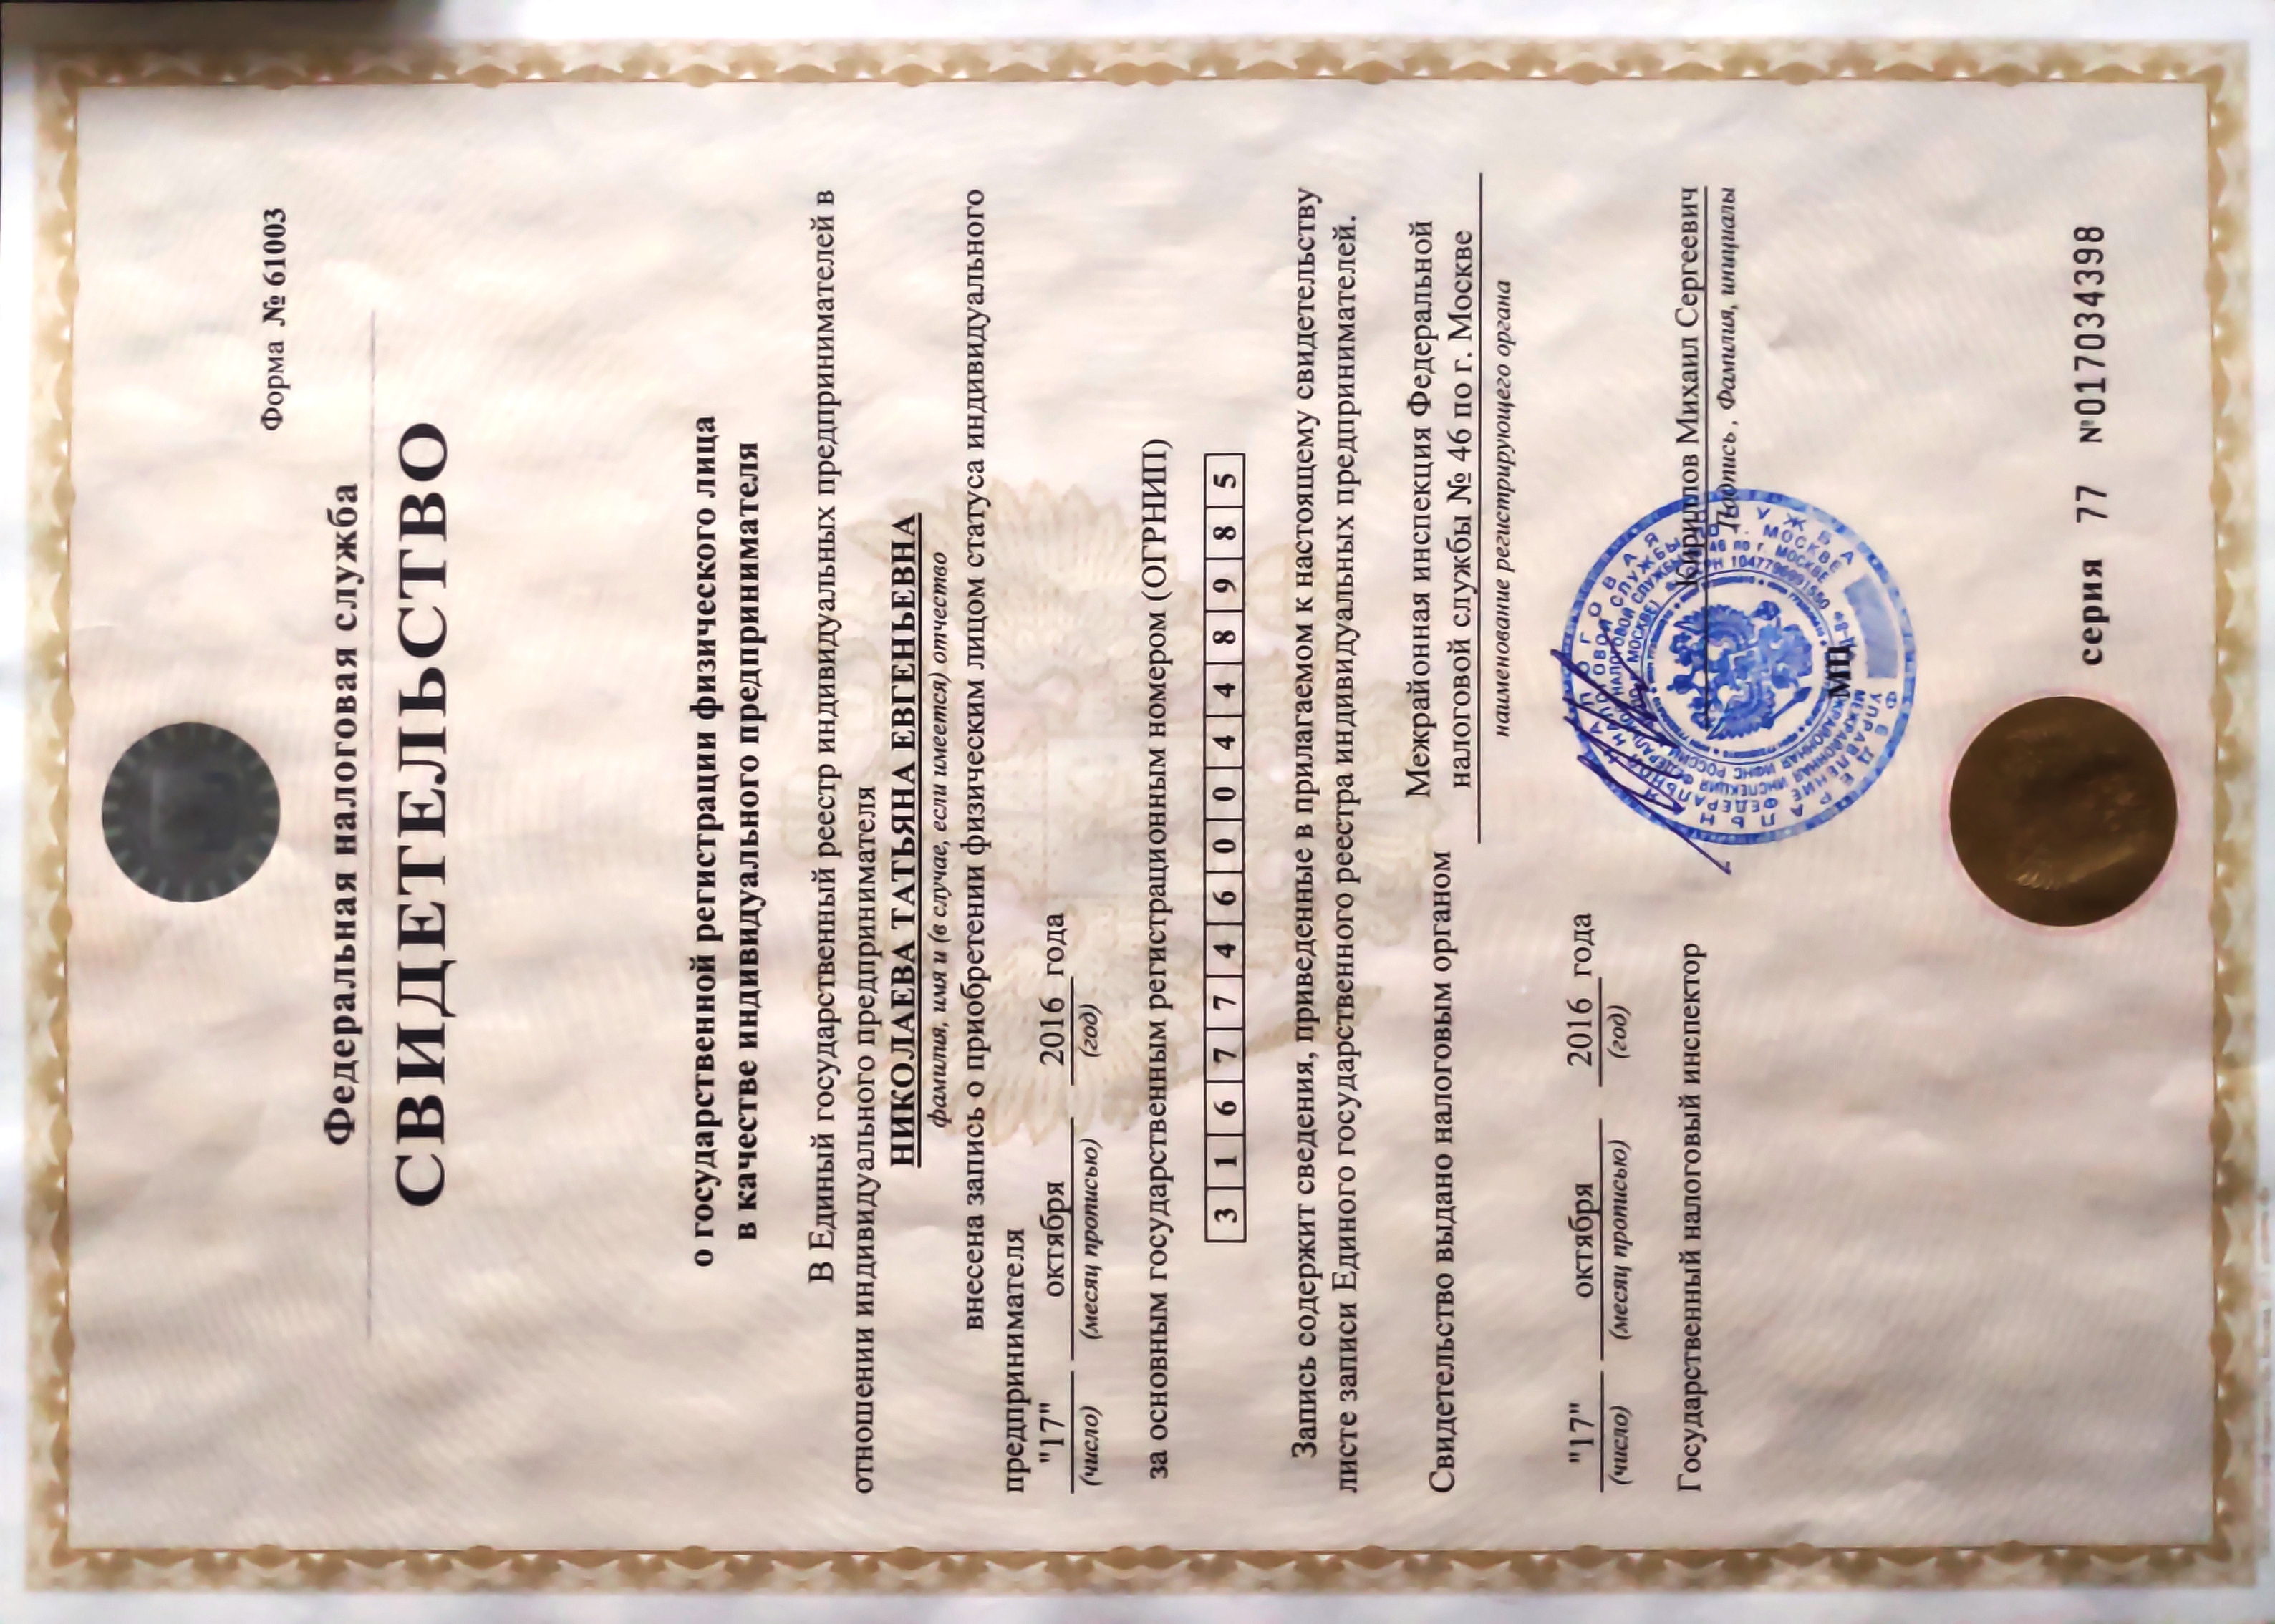 Форма № 61003
Федеральная налоговая служба
СВИДЕТЕЛЬСТВО
о государственной регистрации физического лица
в качестве индивидуального предпринимателя
В Единый государственный реестр индивидуальных предпринимателей в
отношении индивидуального предпринимателя
НИКОЛАЕВА ТАТЬЯНА ЕВГЕНЬЕВНА
фамилия, имя и (в случае, если имеется) отчество
внесена запись о приобретении физическим лицом статуса индивидуального
предпринимателя
"17" октября 2016 года
(число) (месяц прописью) (год)
за основным государственным регистрационным номером (ОГРНИП)
3 1 6 7 7 4 6 0 0 4 4 8 9 8 5
Запись содержит сведения, приведенные в прилагаемом к настоящему свидетельству
листе записи Единого государственного реестра индивидуальных предпринимателей.
Свидетельство выдано налоговым органом
Межрайонная инспекция Федеральной
налоговой службы № 46 по г. Москве
наименование регистрирующего органа
"17" октября 2016 года
(число) (месяц прописью) (год)
Государственный налоговый инспектор
Кириллов Михаил Сергеевич
Подпись, Фамилия, инициалы
МП
серия 77 №017034398